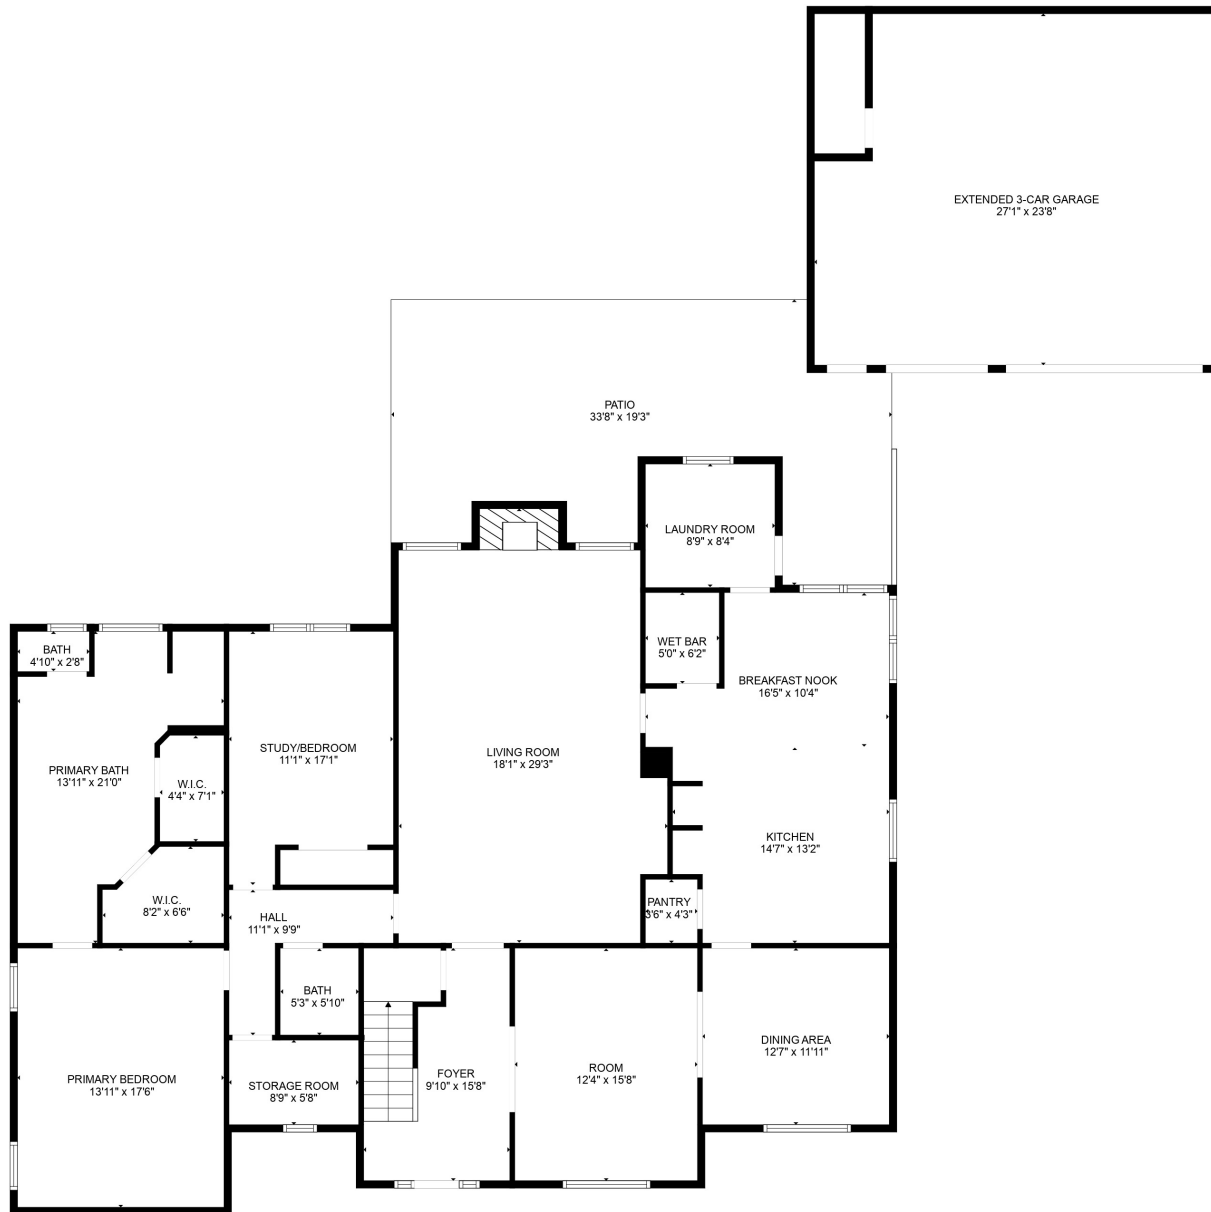 EXTENDED 3-CAR GARAGE
27'1" x 23'8"
PATIO
33'8" x 19'3"
LAUNDRY ROOM
8'9" x 8'4"
WET BAR
5'0" x 6'2"
BREAKFAST NOOK
16'5" x 10'4"
BATH
4'10" x 2'8"
STUDY/BEDROOM
11'1" x 17'1"
LIVING ROOM
18'1" x 29'3"
PRIMARY BATH
13'11" x 21'0"
W.I.C.
4'4" x 7'1"
KITCHEN
14'7" x 13'2"
W.I.C.
8'2" x 6'6"
HALL
11'1" x 9'9"
PANTRY
3'6" x 4'3"
BATH
5'3" x 5'10"
DINING AREA
12'7" x 11'11"
PRIMARY BEDROOM
13'11" x 17'6"
STORAGE ROOM
8'9" x 5'8"
FOYER
9'10" x 15'8"
ROOM
12'4" x 15'8"